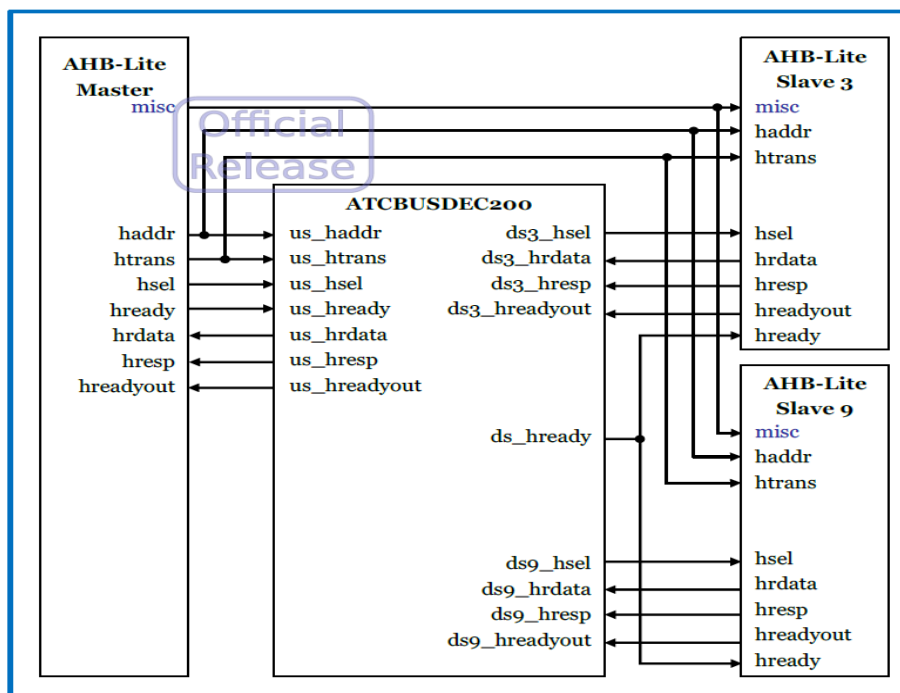 AHB-Lite
Master
misc
haddr
htrans
hsel
hready
hrdata
hresp
hreadyout
Official
Release
ATCBUSDEC200
us_haddr
us_htrans
us_hsel
us_hready
us_hrdata
us_hresp
us_hreadyout
ds3_hsel
ds3_hrdata
ds3_hresp
ds3_hreadyout
ds_hready
ds9_hsel
ds9_hrdata
ds9_hresp
ds9_hreadyout
AHB-Lite
Slave 3
misc
haddr
htrans
hsel
hrdata
hresp
hreadyout
hready
AHB-Lite
Slave 9
misc
haddr
htrans
hsel
hrdata
hresp
hreadyout
hready